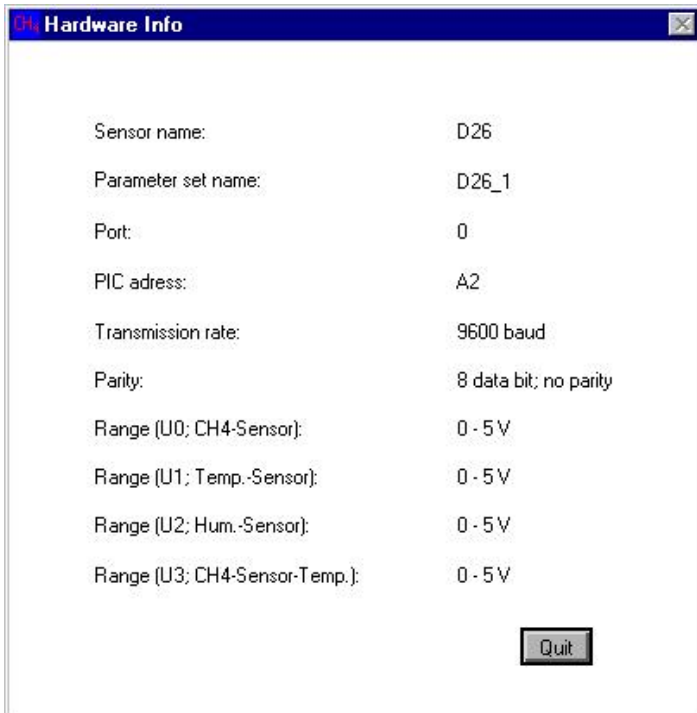 CH4 Hardware Info
Sensor name: D26
Parameter set name: D26_1
Port: 0
PIC adress: A2
Transmission rate: 9600 baud
Parity: 8 data bit; no parity
Range (U0; CH4-Sensor): 0 - 5 V
Range (U1; Temp.-Sensor): 0 - 5 V
Range (U2; Hum.-Sensor): 0 - 5 V
Range (U3; CH4-Sensor-Temp.): 0 - 5 V
Quit